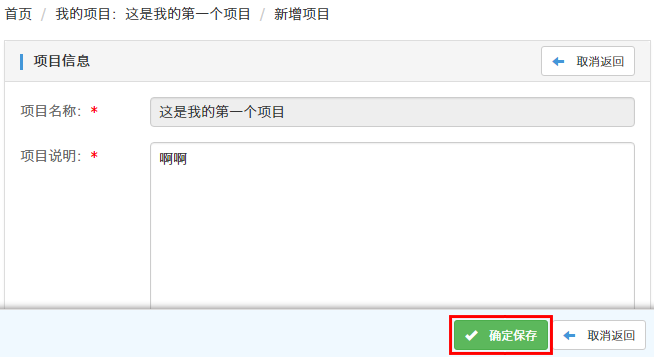 首页 / 我的项目：这是我的第一个项目 / 新增项目
项目信息 取消返回
项目名称：* 这是我的第一个项目
项目说明：* 啊啊
确定保存 取消返回